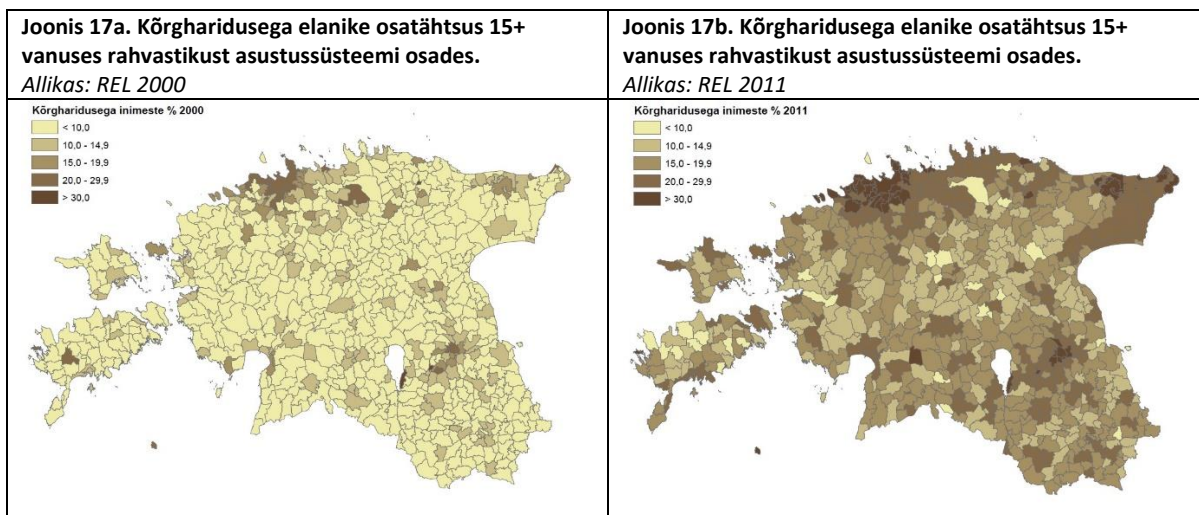 Joonis 17a. Kõrgharidusega elanike osatähtsus 15+
vanuses rahvastikust asustussüsteemi osades.
Allikas: REL 2000
Joonis 17b. Kõrgharidusega elanike osatähtsus 15+
vanuses rahvastikust asustussüsteemi osades.
Allikas: REL 2011
Kõrgharidusega inimeste % 2000
< 10,0
10,0 - 14,9
15,0 - 19,9
20,0 - 29,9
> 30,0
Kõrgharidusega inimeste % 2011
< 10,0
10,0 - 14,9
15,0 - 19,9
20,0 - 29,9
> 30,0